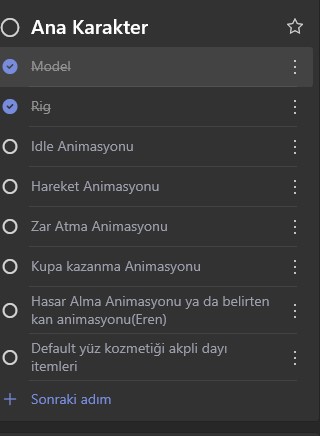 Ana Karakter
Model
Rig
Idle Animasyonu
Hareket Animasyonu
Zar Atma Animasyonu
Kupa kazanma Animasyonu
Hasar Alma Animasyonu ya da belirten
kan animasyonu(Eren)
Default yüz kozmetiği akpli dayı
itemleri
Sonraki adım